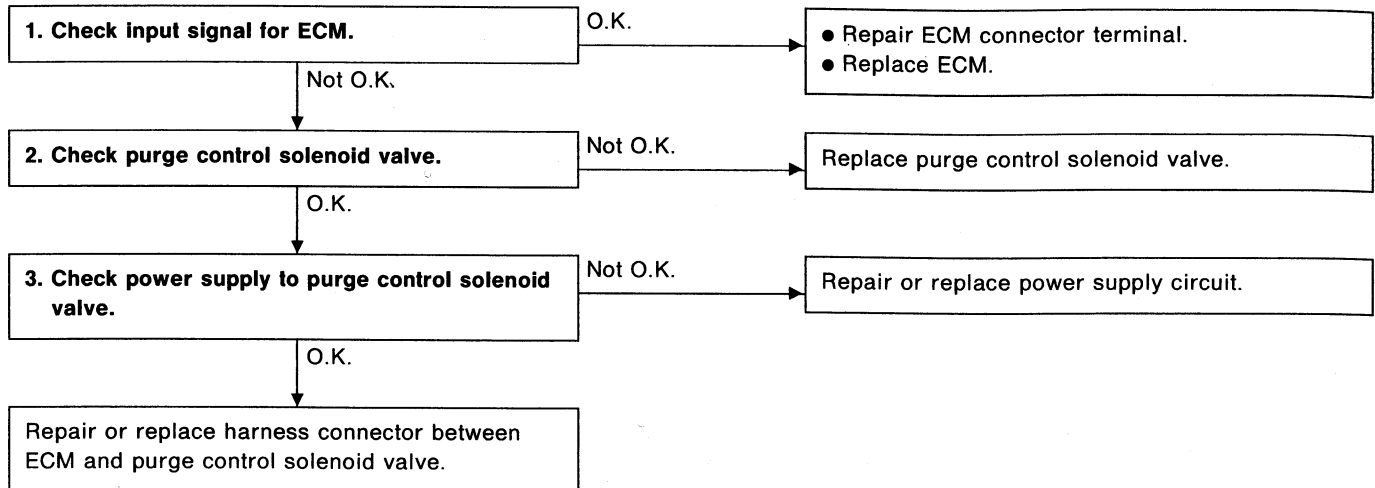 1. Check input signal for ECM.
O.K.
● Repair ECM connector terminal.
● Replace ECM.
Not O.K.
2. Check purge control solenoid valve.
Not O.K.
Replace purge control solenoid valve.
O.K.
3. Check power supply to purge control solenoid
valve.
Not O.K.
Repair or replace power supply circuit.
O.K.
Repair or replace harness connector between
ECM and purge control solenoid valve.